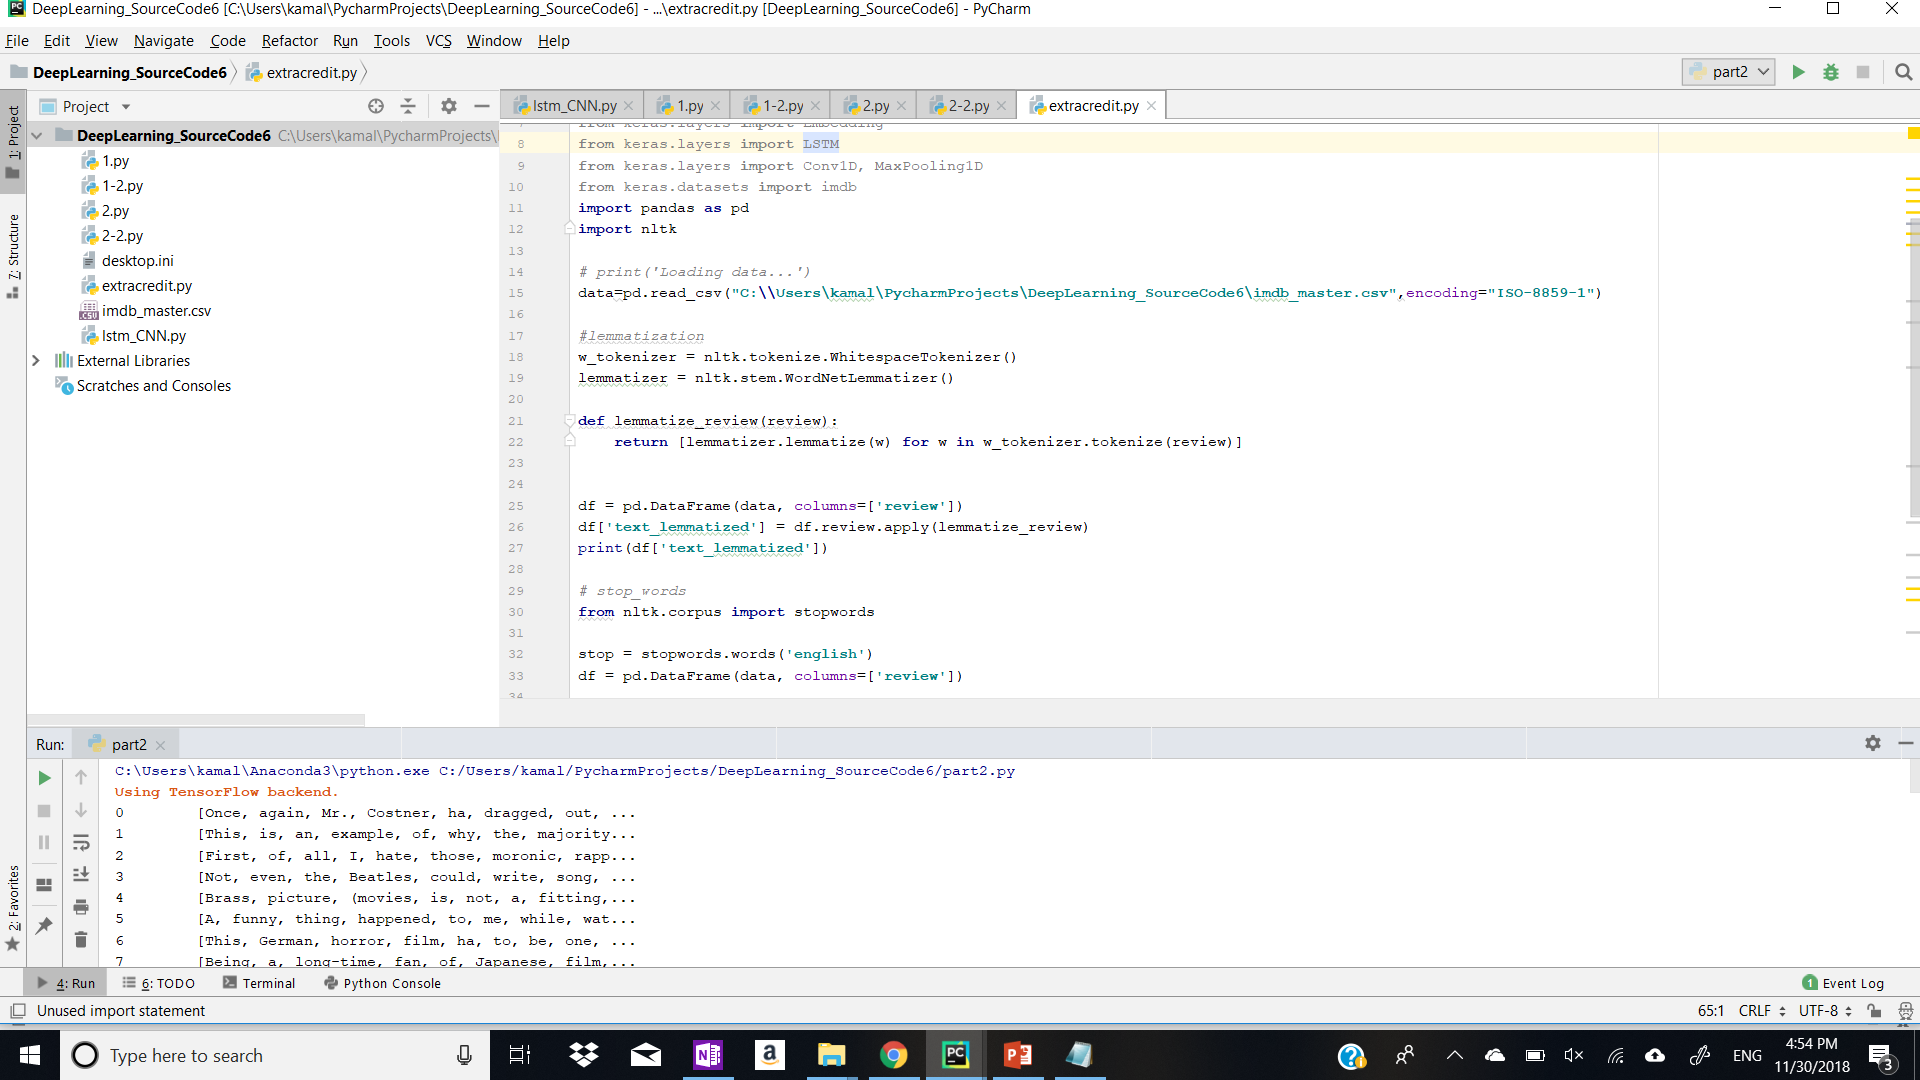 DeepLearning_SourceCode6 [C:\Users\kamal\PycharmProjects\DeepLearning_SourceCode6] - ...\extracredit.py [DeepLearning_SourceCode6] - PyCharm
File Edit View Navigate Code Refactor Run Tools VCS Window Help
DeepLearning_SourceCode6 extracredit.py part2
Project lstm_CNN.py 1.py 1-2.py 2.py 2-2.py extracredit.py
1: Project
7: Structure
2: Favorites
DeepLearning_SourceCode6 C:\Users\kamal\PycharmProjects\
1.py
1-2.py
2.py
2-2.py
desktop.ini
extracredit.py
imdb_master.csv
lstm_CNN.py
External Libraries
Scratches and Consoles
from keras.layers import Embedding
8 from keras.layers import LSTM
9 from keras.layers import Conv1D, MaxPooling1D
10 from keras.datasets import imdb
11 import pandas as pd
12 import nltk
13
14 # print('Loading data...')
15 data=pd.read_csv("C:\\Users\kamal\PycharmProjects\DeepLearning_SourceCode6\imdb_master.csv",encoding="ISO-8859-1")
16
17 #lemmatization
18 w_tokenizer = nltk.tokenize.WhitespaceTokenizer()
19 lemmatizer = nltk.stem.WordNetLemmatizer()
20
21 def lemmatize_review(review):
22 return [lemmatizer.lemmatize(w) for w in w_tokenizer.tokenize(review)]
23
24
25 df = pd.DataFrame(data, columns=['review'])
26 df['text_lemmatized'] = df.review.apply(lemmatize_review)
27 print(df['text_lemmatized'])
28
29 # stop_words
30 from nltk.corpus import stopwords
31
32 stop = stopwords.words('english')
33 df = pd.DataFrame(data, columns=['review'])
34
Run: part2
C:\Users\kamal\Anaconda3\python.exe C:/Users/kamal/PycharmProjects/DeepLearning_SourceCode6/part2.py
Using TensorFlow backend.
0 [Once, again, Mr., Costner, ha, dragged, out, ...
1 [This, is, an, example, of, why, the, majority...
2 [First, of, all, I, hate, those, moronic, rapp...
3 [Not, even, the, Beatles, could, write, song, ...
4 [Brass, picture, (movies, is, not, a, fitting,...
5 [A, funny, thing, happened, to, me, while, wat...
6 [This, German, horror, film, ha, to, be, one, ...
7 [Being, a, long-time, fan, of, Japanese, film,...
4: Run 6: TODO Terminal Python Console 1 Event Log
Unused import statement 65:1 CRLF UTF-8
Type here to search ENG 4:54 PM
11/30/2018 3